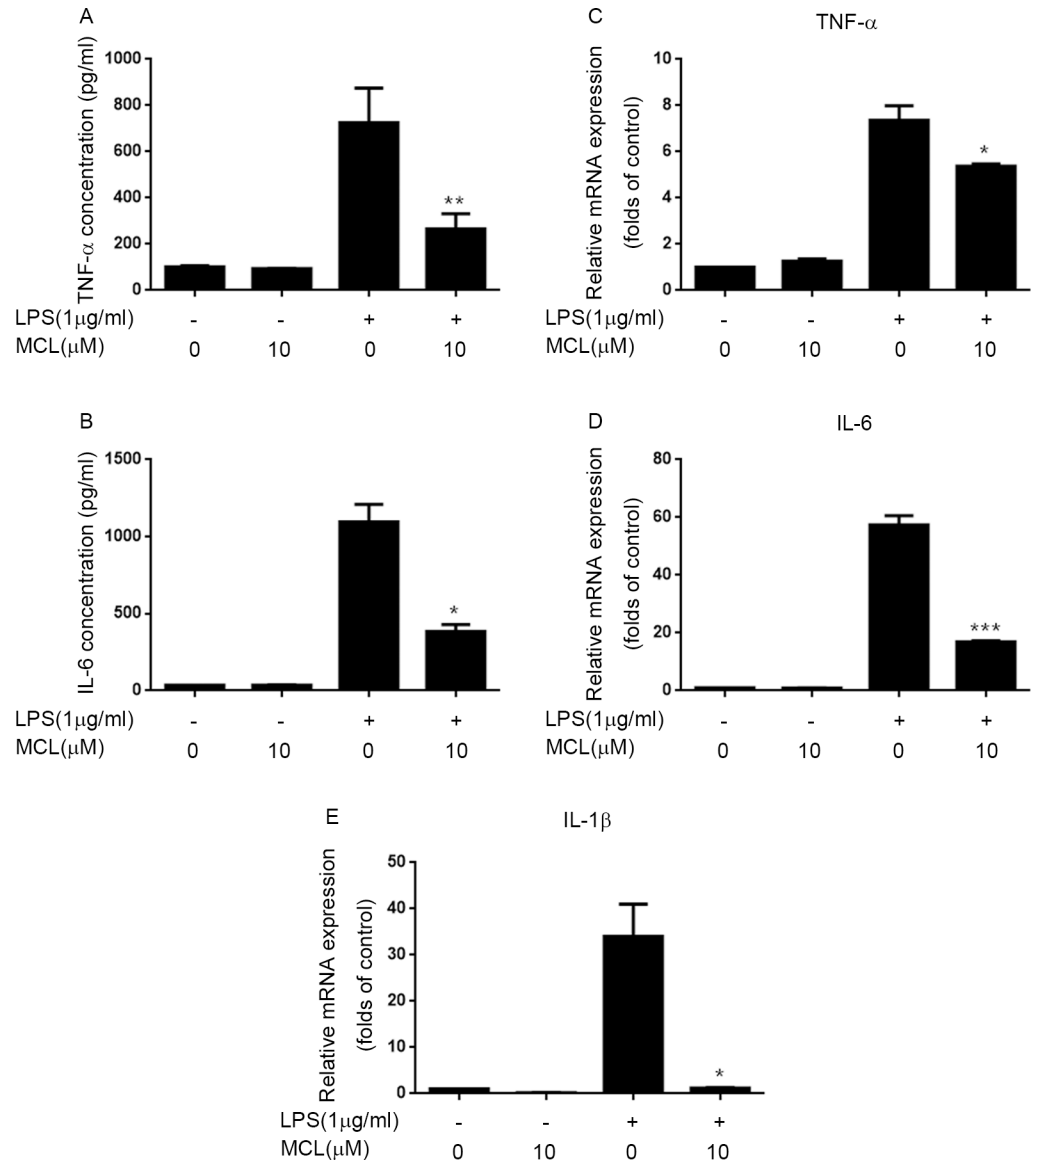 A
TNF-α concentration (pg/ml)
1000
800
600
400
200
0
**
LPS(1μg/ml) - - + +
MCL(μM) 0 10 0 10
C
TNF-α
Relative mRNA expression
(folds of control)
10
8
6
4
2
0
*
LPS(1μg/ml) - - + +
MCL(μM) 0 10 0 10
B
IL-6 concentration (pg/ml)
1500
1000
500
0
*
LPS(1μg/ml) - - + +
MCL(μM) 0 10 0 10
D
IL-6
Relative mRNA expression
(folds of control)
80
60
40
20
0
***
LPS(1μg/ml) - - + +
MCL(μM) 0 10 0 10
E
IL-1β
Relative mRNA expression
(folds of control)
50
40
30
20
10
0
*
LPS(1μg/ml) - - + +
MCL(μM) 0 10 0 10